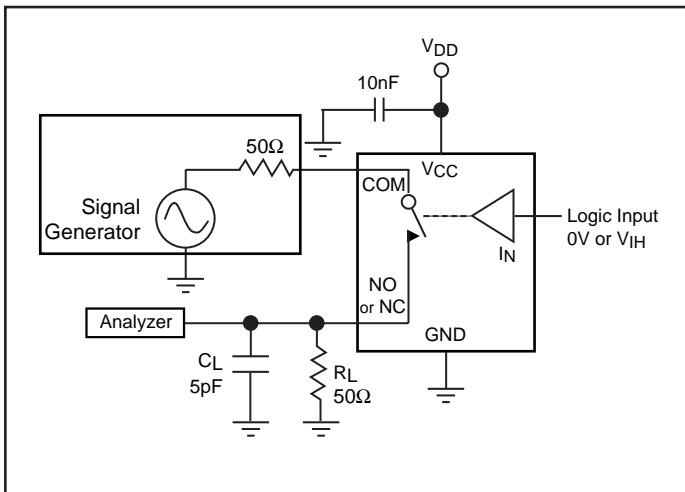 VDD
10nF
50Ω
VCC
COM
Signal
Generator
Logic Input
0V or VIH
IN
NO
or NC
Analyzer
GND
CL
5pF
RL
50Ω